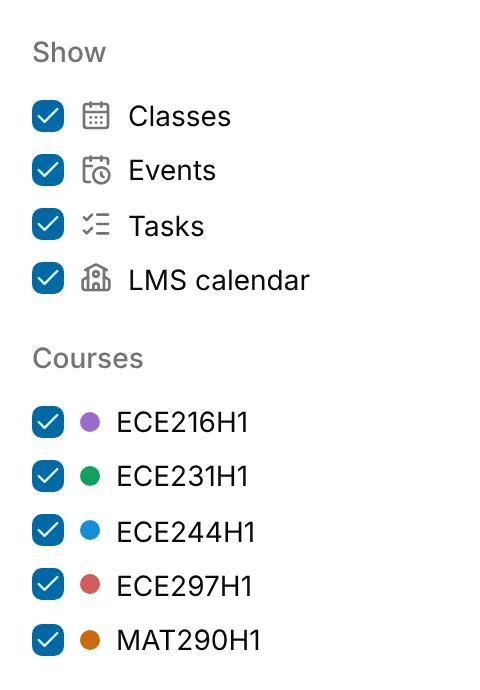 Show
Classes
Events
Tasks
LMS calendar
Courses
ECE216H1
ECE231H1
ECE244H1
ECE297H1
MAT290H1